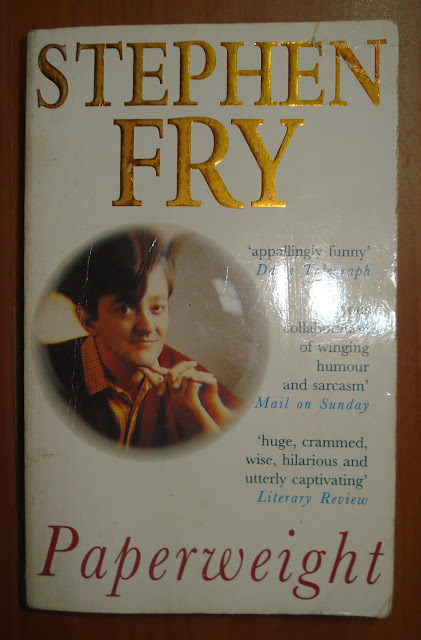 STEPHEN
FRY
'appallingly funny'
Daily Telegraph
of winging
humour
and sarcasm'
Mail on Sunday
'huge, crammed,
wise, hilarious and
utterly captivating'
Literary Review
Paperweight